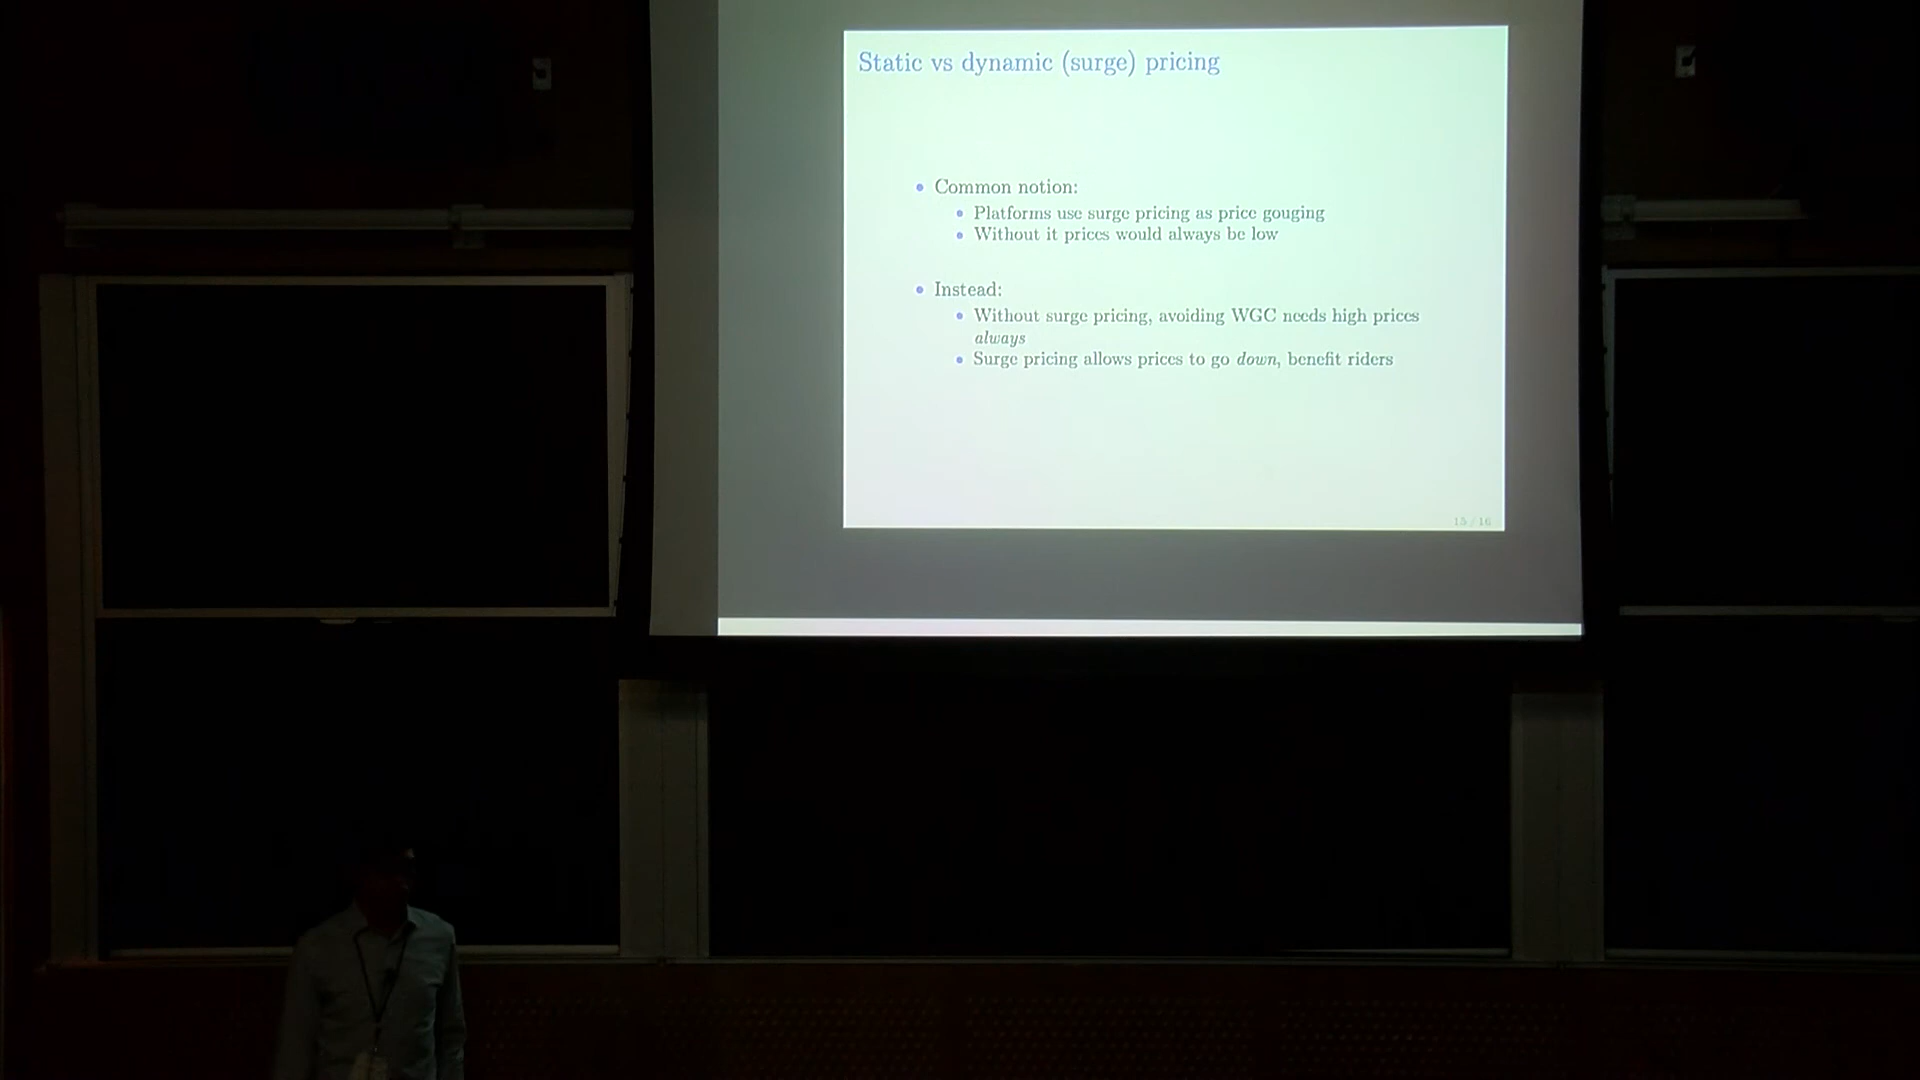 Static vs dynamic (surge) pricing
Common notion:
Platforms use surge pricing as price gouging
Without it prices would always be low
Instead:
Without surge pricing, avoiding WGC needs high prices
always
Surge pricing allows prices to go down, benefit riders
15 / 16